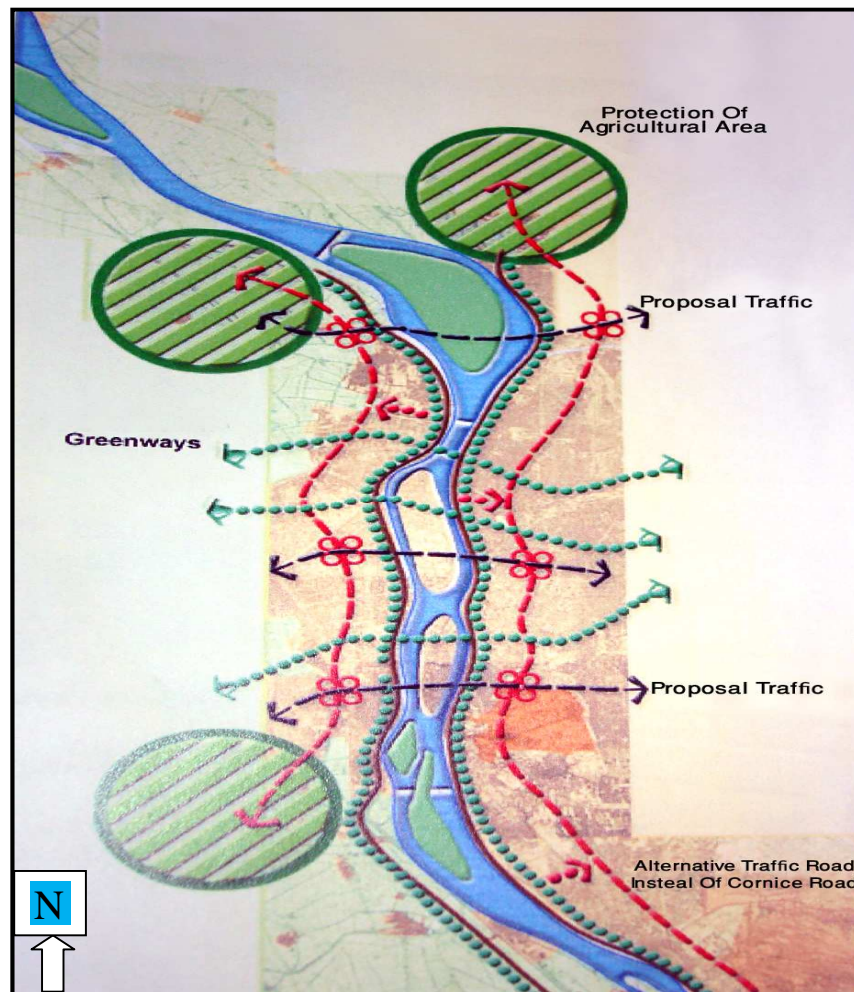 Protection Of
Agricultural Area
Proposal Traffic
Greenways
Proposal Traffic
Alternative Traffic Road
Insteal Of Cornice Road
N